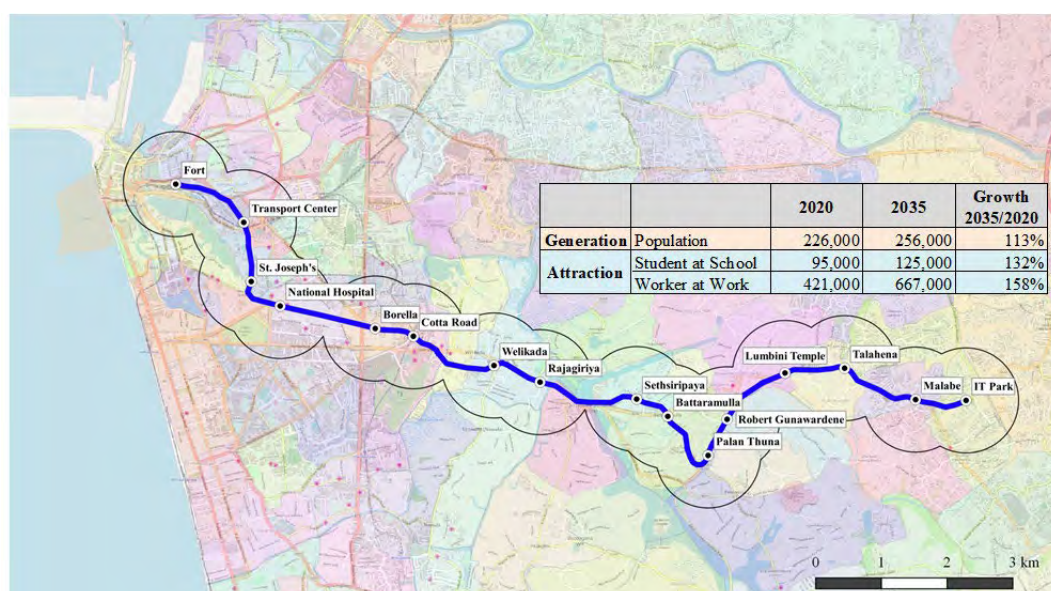 Fort
Transport Center
St. Joseph's
National Hospital
Borella
Cotta Road
Welikada
Rajagiriya
Sethsiripaya
Battaramulla
Palan Thuna
Robert Gunawardene
Lumbini Temple
Talahena
Malabe
IT Park
2020 2035 Growth
2035/2020
Generation Population 226,000 256,000 113%
Attraction Student at School 95,000 125,000 132%
Worker at Work 421,000 667,000 158%
0 1 2 3 km